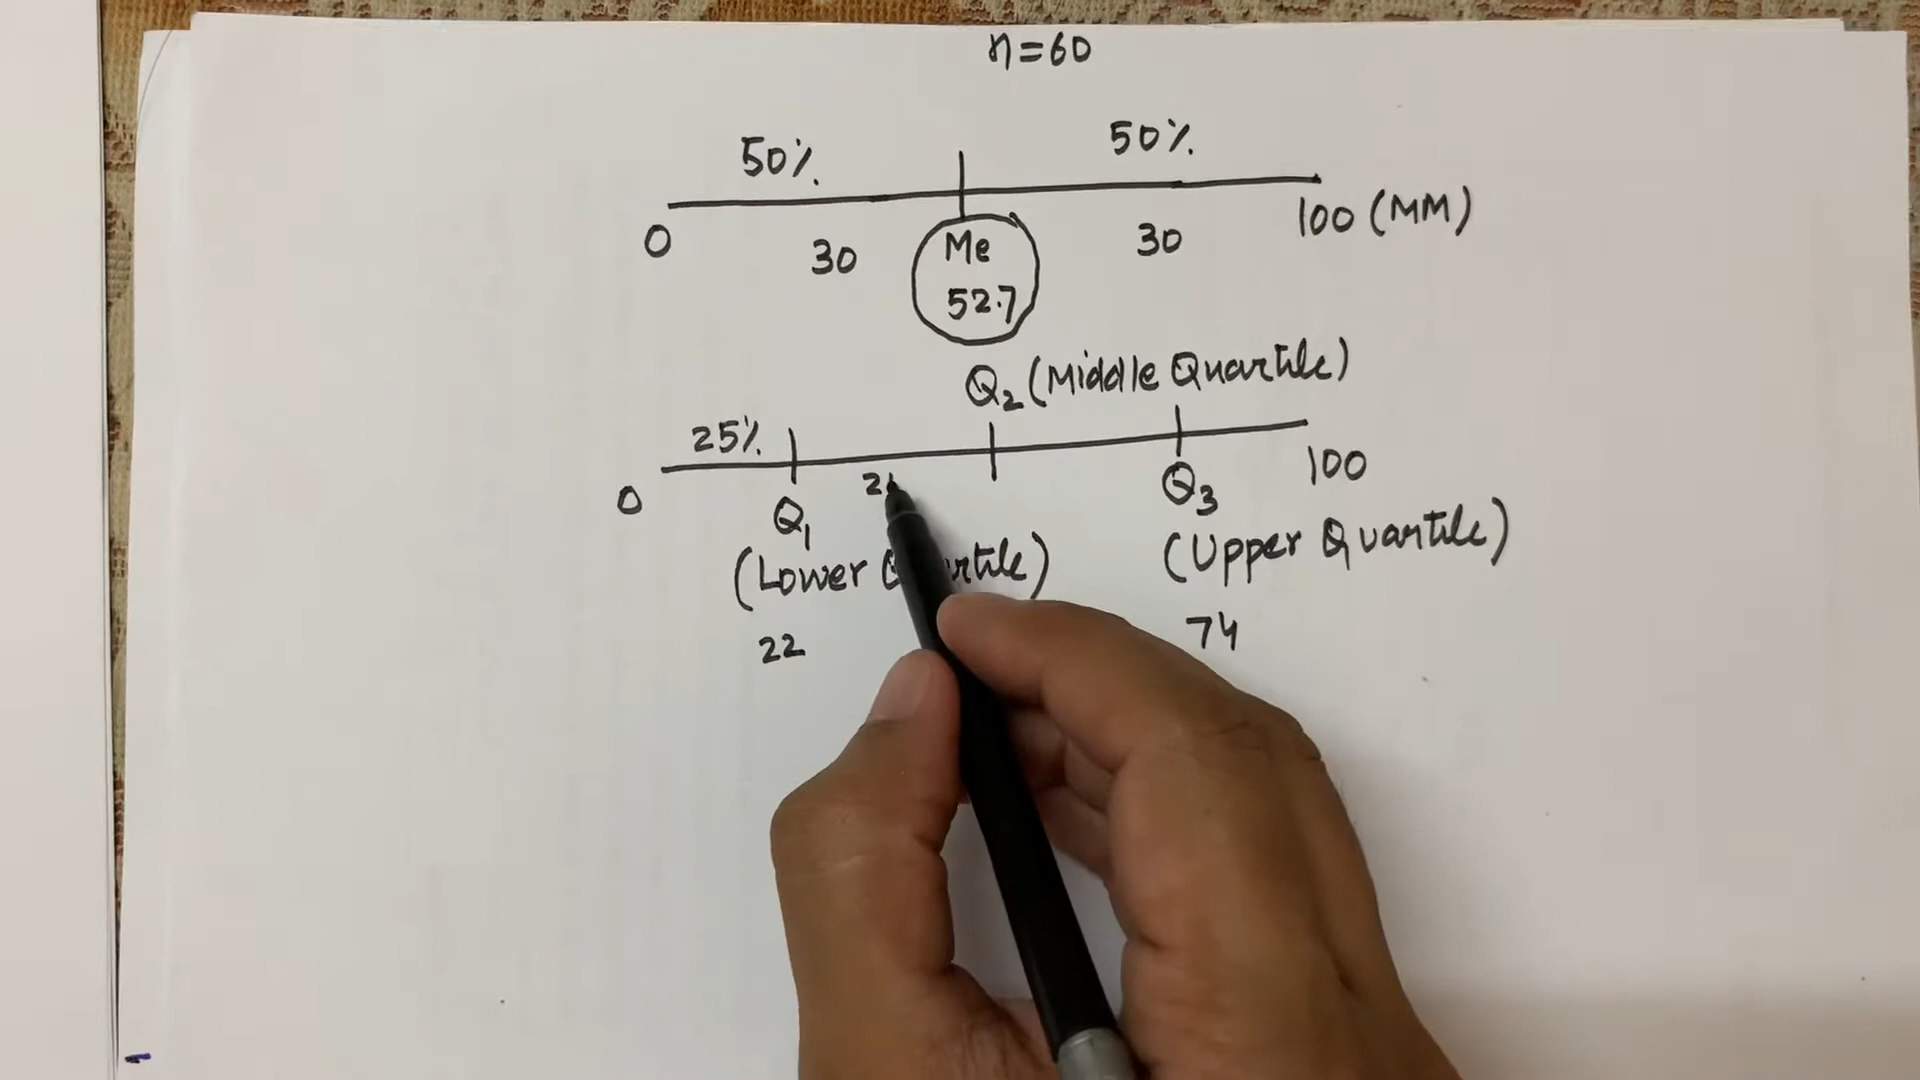 n=60
50% 50%
0 30 Me 30 100 (MM)
52.7
Q2 (Middle Quartile)
25%
0 Q1 Q3 100
(Lower (Upper Quartile)
22 74